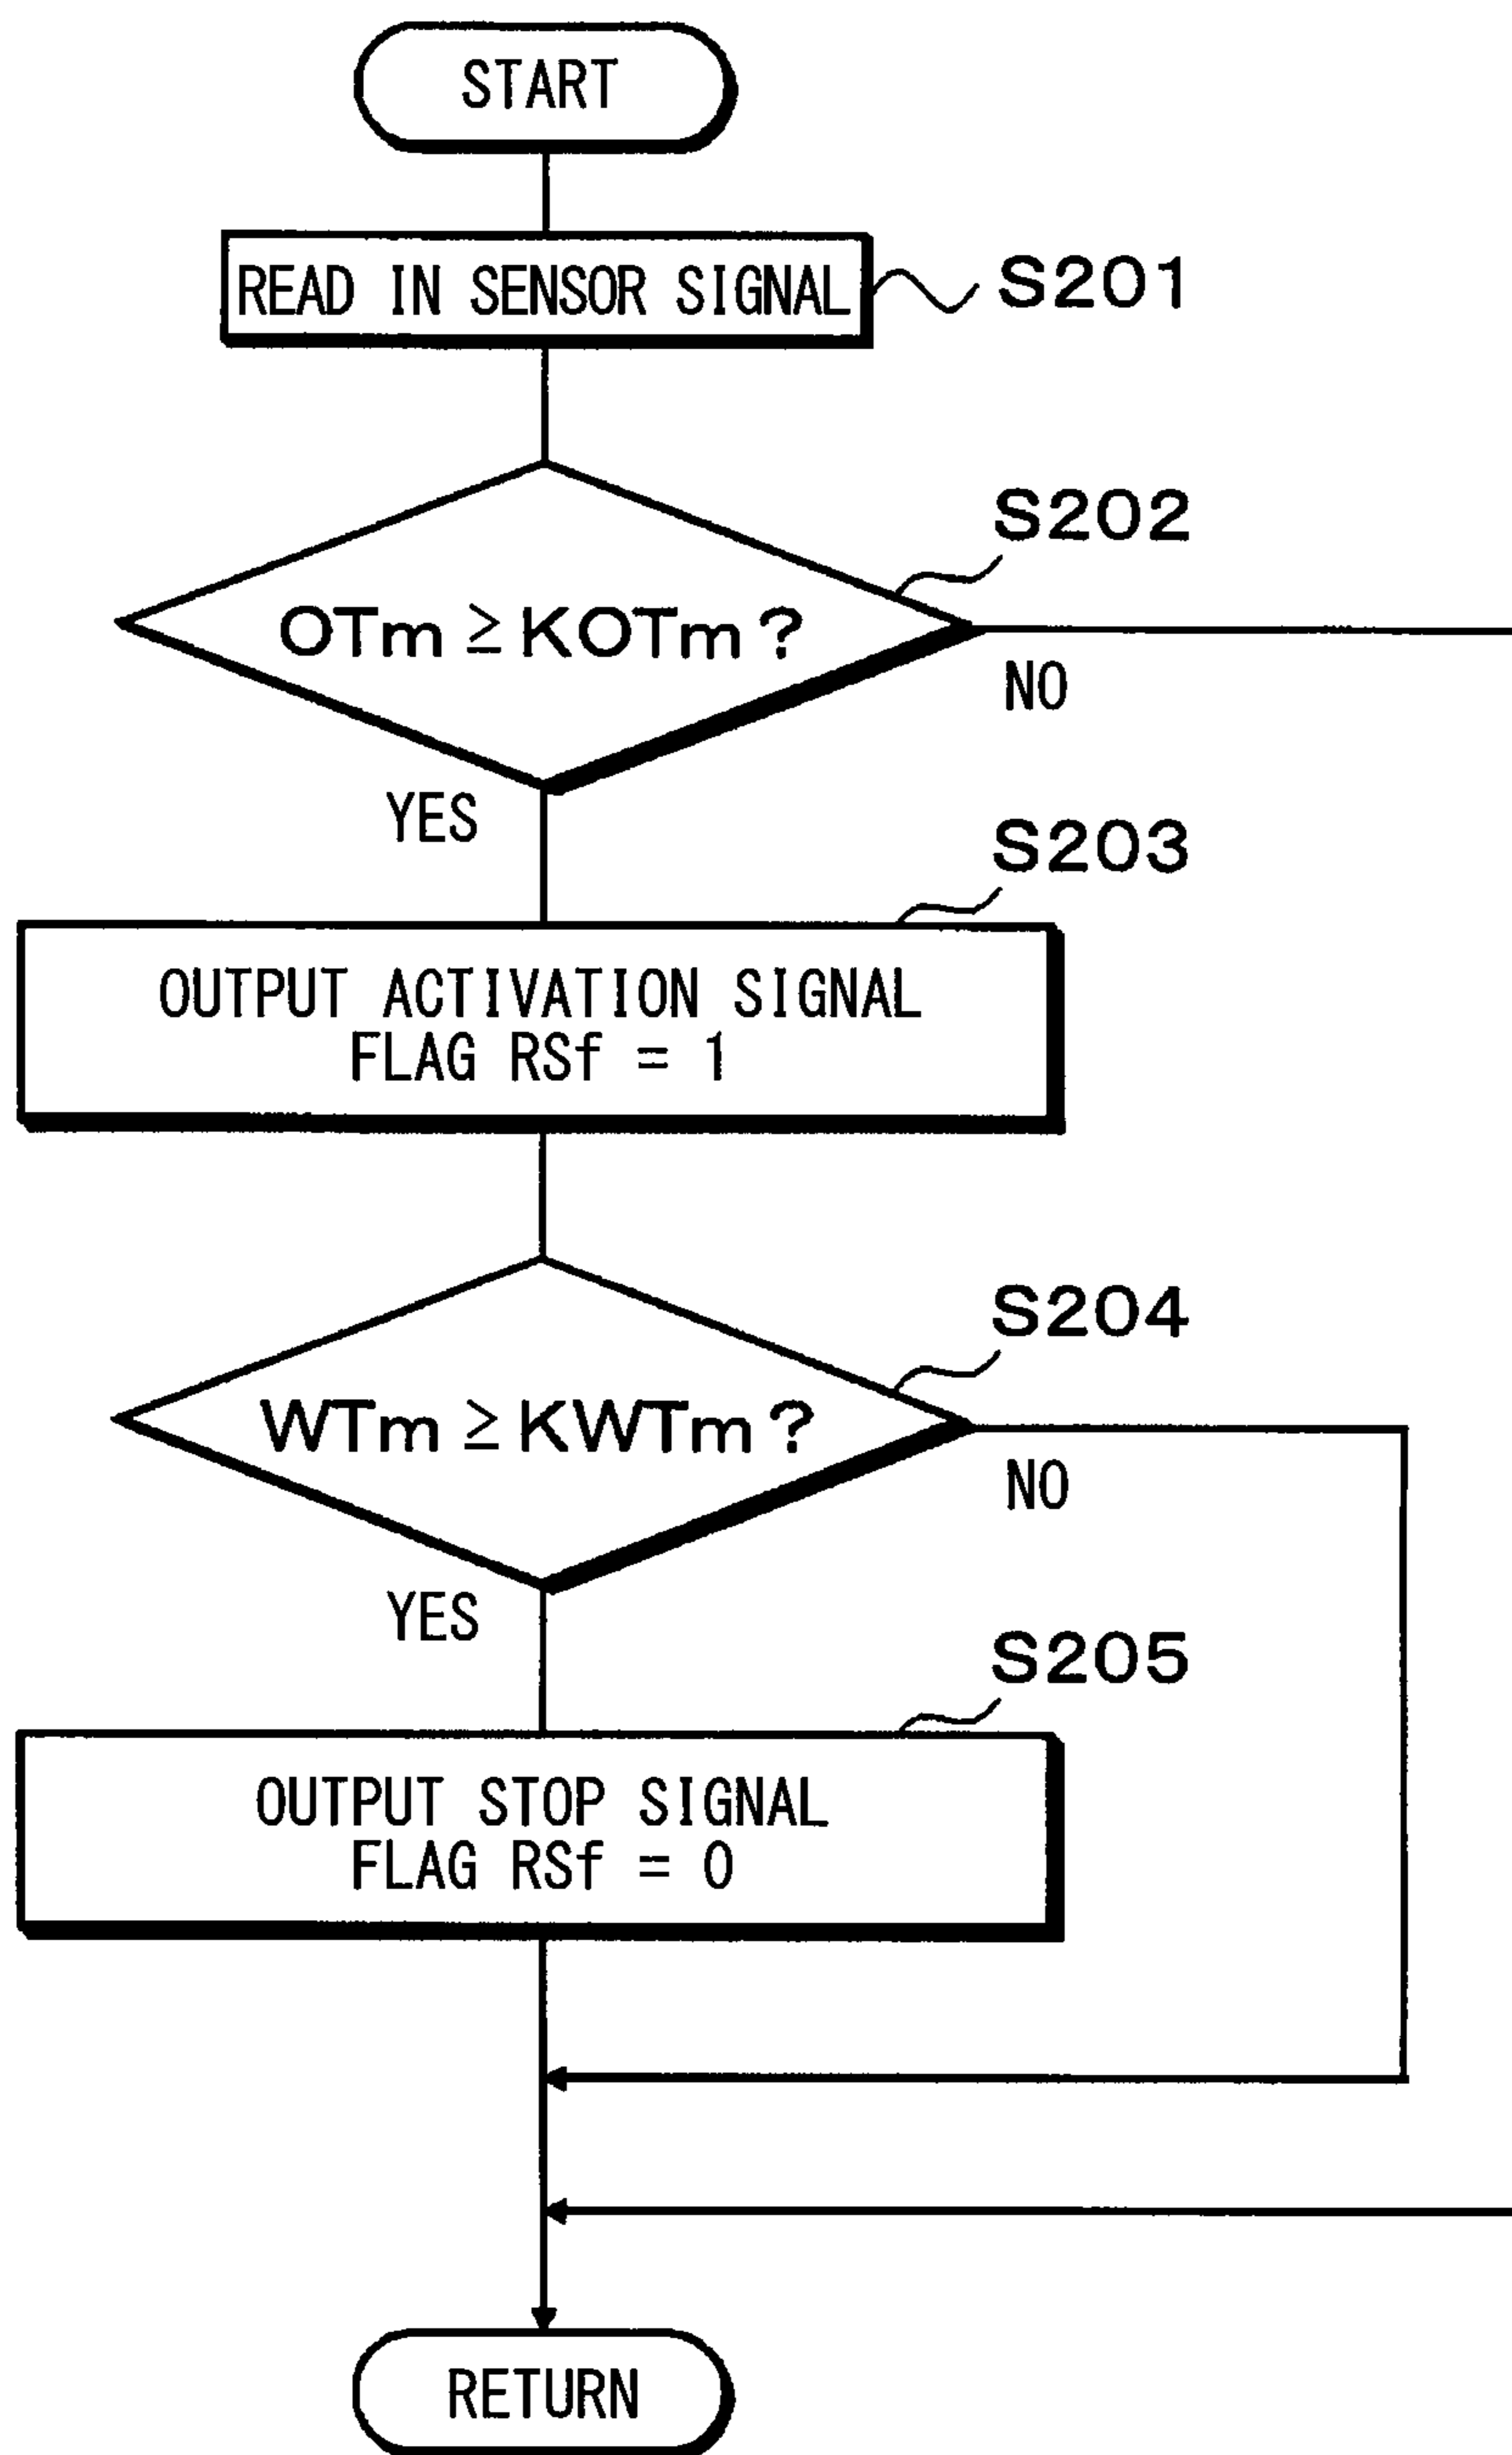 START
READ IN SENSOR SIGNAL
S201
S202
OTm ≧ KOTm ?
NO
YES
S203
OUTPUT ACTIVATION SIGNAL
FLAG RSf = 1
S204
WTm ≧ KWTm ?
NO
YES
S205
OUTPUT STOP SIGNAL
FLAG RSf = 0
RETURN